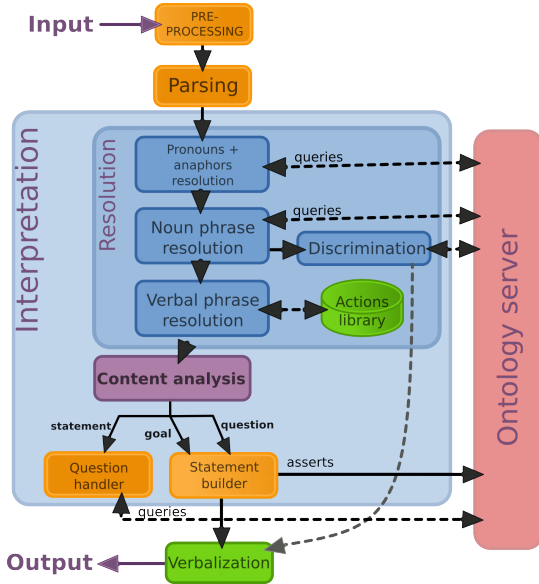 Input
PRE-
PROCESSING
Parsing
Interpretation
Resolution
Pronouns +
anaphors
resolution
queries
Noun phrase
resolution
queries
Discrimination
Verbal phrase
resolution
Actions
library
Ontology server
Content analysis
statement
goal
question
Question
handler
Statement
builder
asserts
queries
Output
Verbalization